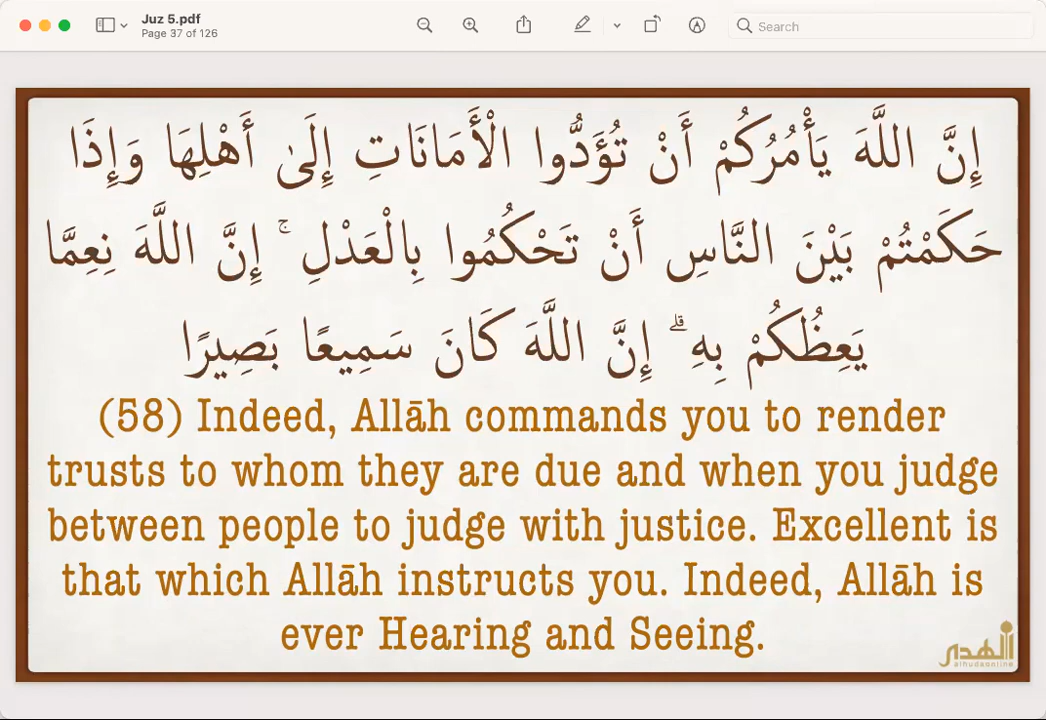 Juz 5.pdf
Page 37 of 126
Search
إِنَّ اللَّهَ يَأْمُرُكُمْ أَنْ تُؤَدُّوا الْأَمَانَاتِ إِلَىٰ أَهْلِهَا وَإِذَا
حَكَمْتُمْ بَيْنَ النَّاسِ أَنْ تَحْكُمُوا بِالْعَدْلِ ۚ إِنَّ اللَّهَ نِعِمَّا
يَعِظُكُمْ بِهِ ۗ إِنَّ اللَّهَ كَانَ سَمِيعًا بَصِيرًا
(58) Indeed, Allāh commands you to render
trusts to whom they are due and when you judge
between people to judge with justice. Excellent is
that which Allāh instructs you. Indeed, Allāh is
ever Hearing and Seeing.
الهدى
alhudaonline